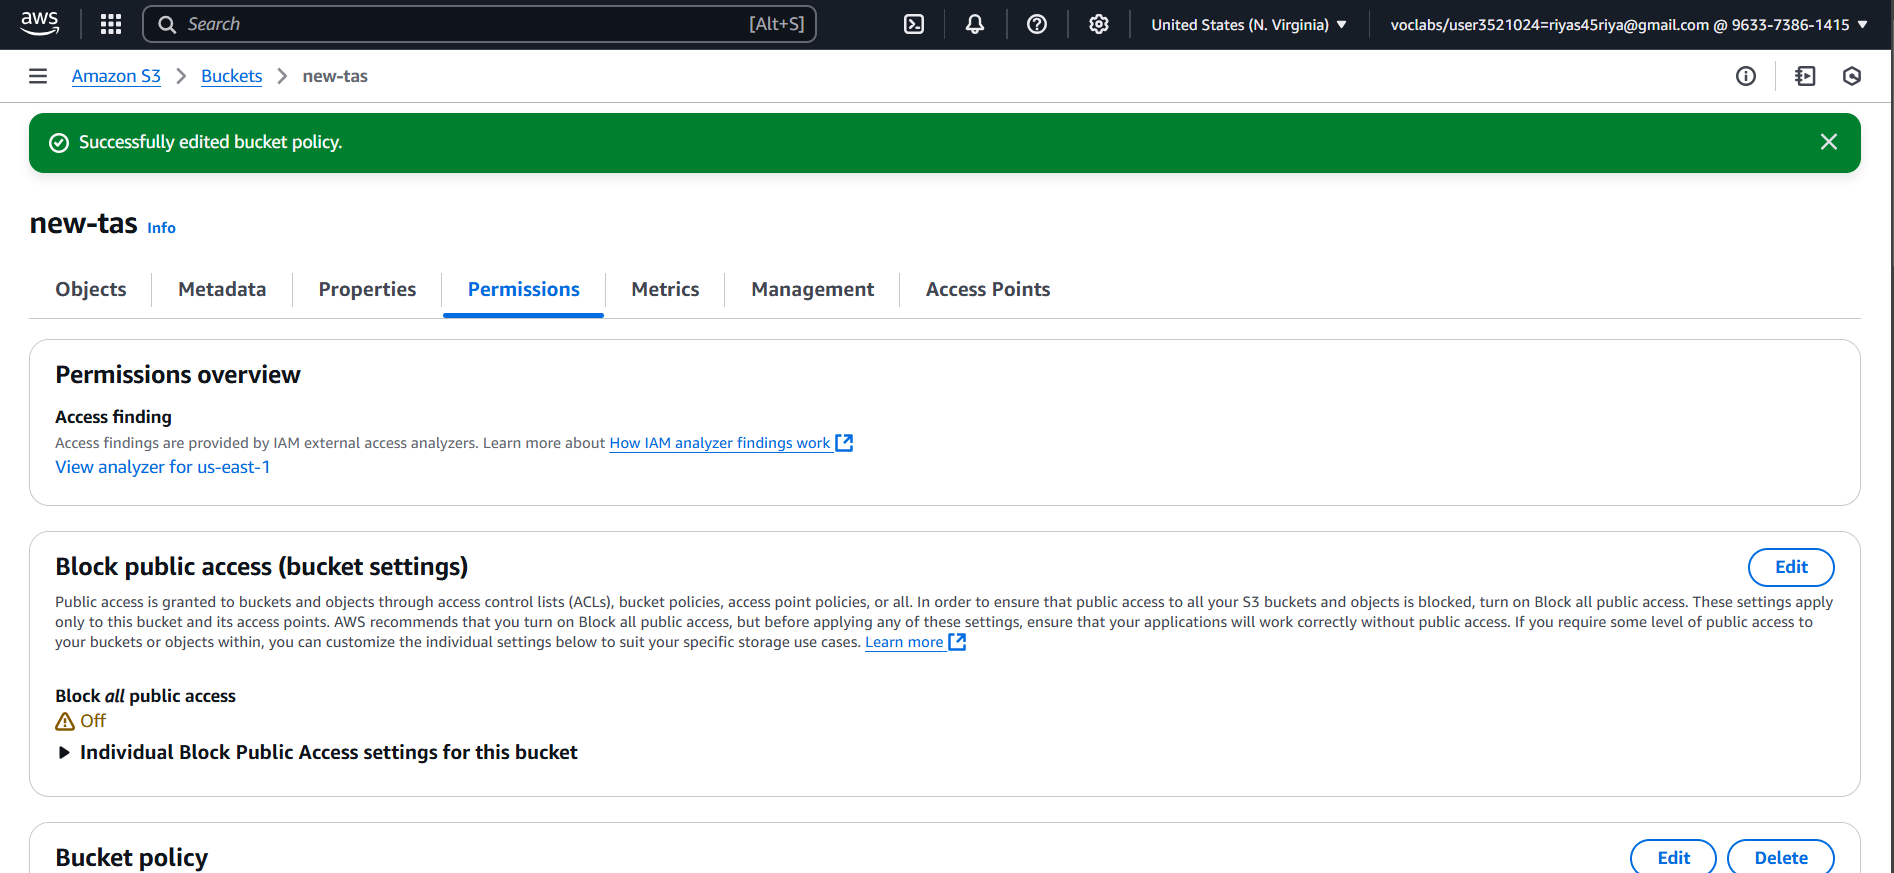 aws
Search [Alt+S]
United States (N. Virginia)
voclabs/user3521024=riyas45riya@gmail.com @ 9633-7386-1415
Amazon S3 > Buckets > new-tas
Successfully edited bucket policy.
new-tas Info
Objects Metadata Properties Permissions Metrics Management Access Points
Permissions overview
Access finding
Access findings are provided by IAM external access analyzers. Learn more about How IAM analyzer findings work
View analyzer for us-east-1
Block public access (bucket settings)
Edit
Public access is granted to buckets and objects through access control lists (ACLs), bucket policies, access point policies, or all. In order to ensure that public access to all your S3 buckets and objects is blocked, turn on Block all public access. These settings apply
only to this bucket and its access points. AWS recommends that you turn on Block all public access, but before applying any of these settings, ensure that your applications will work correctly without public access. If you require some level of public access to
your buckets or objects within, you can customize the individual settings below to suit your specific storage use cases. Learn more
Block all public access
Off
Individual Block Public Access settings for this bucket
Bucket policy
Edit Delete